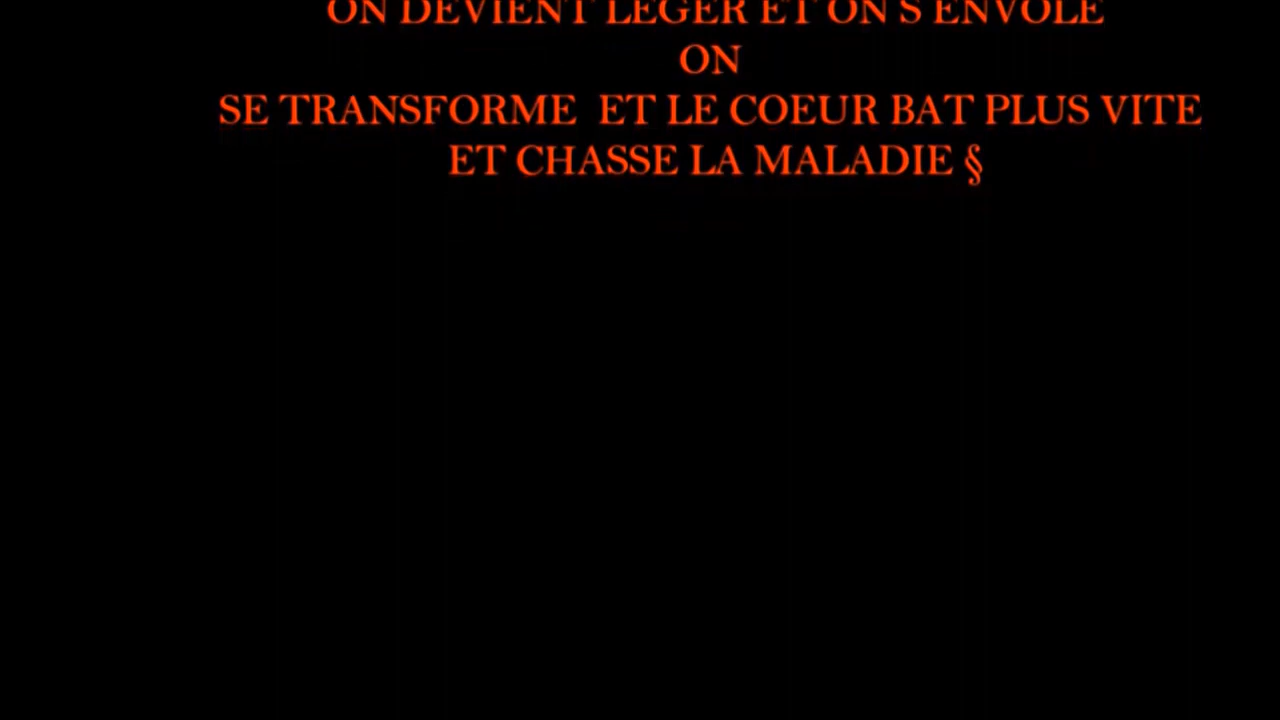 ON DEVIENT LEGER ET ON S ENVOLE
ON
SE TRANSFORME  ET LE COEUR BAT PLUS VITE
ET CHASSE LA MALADIE §